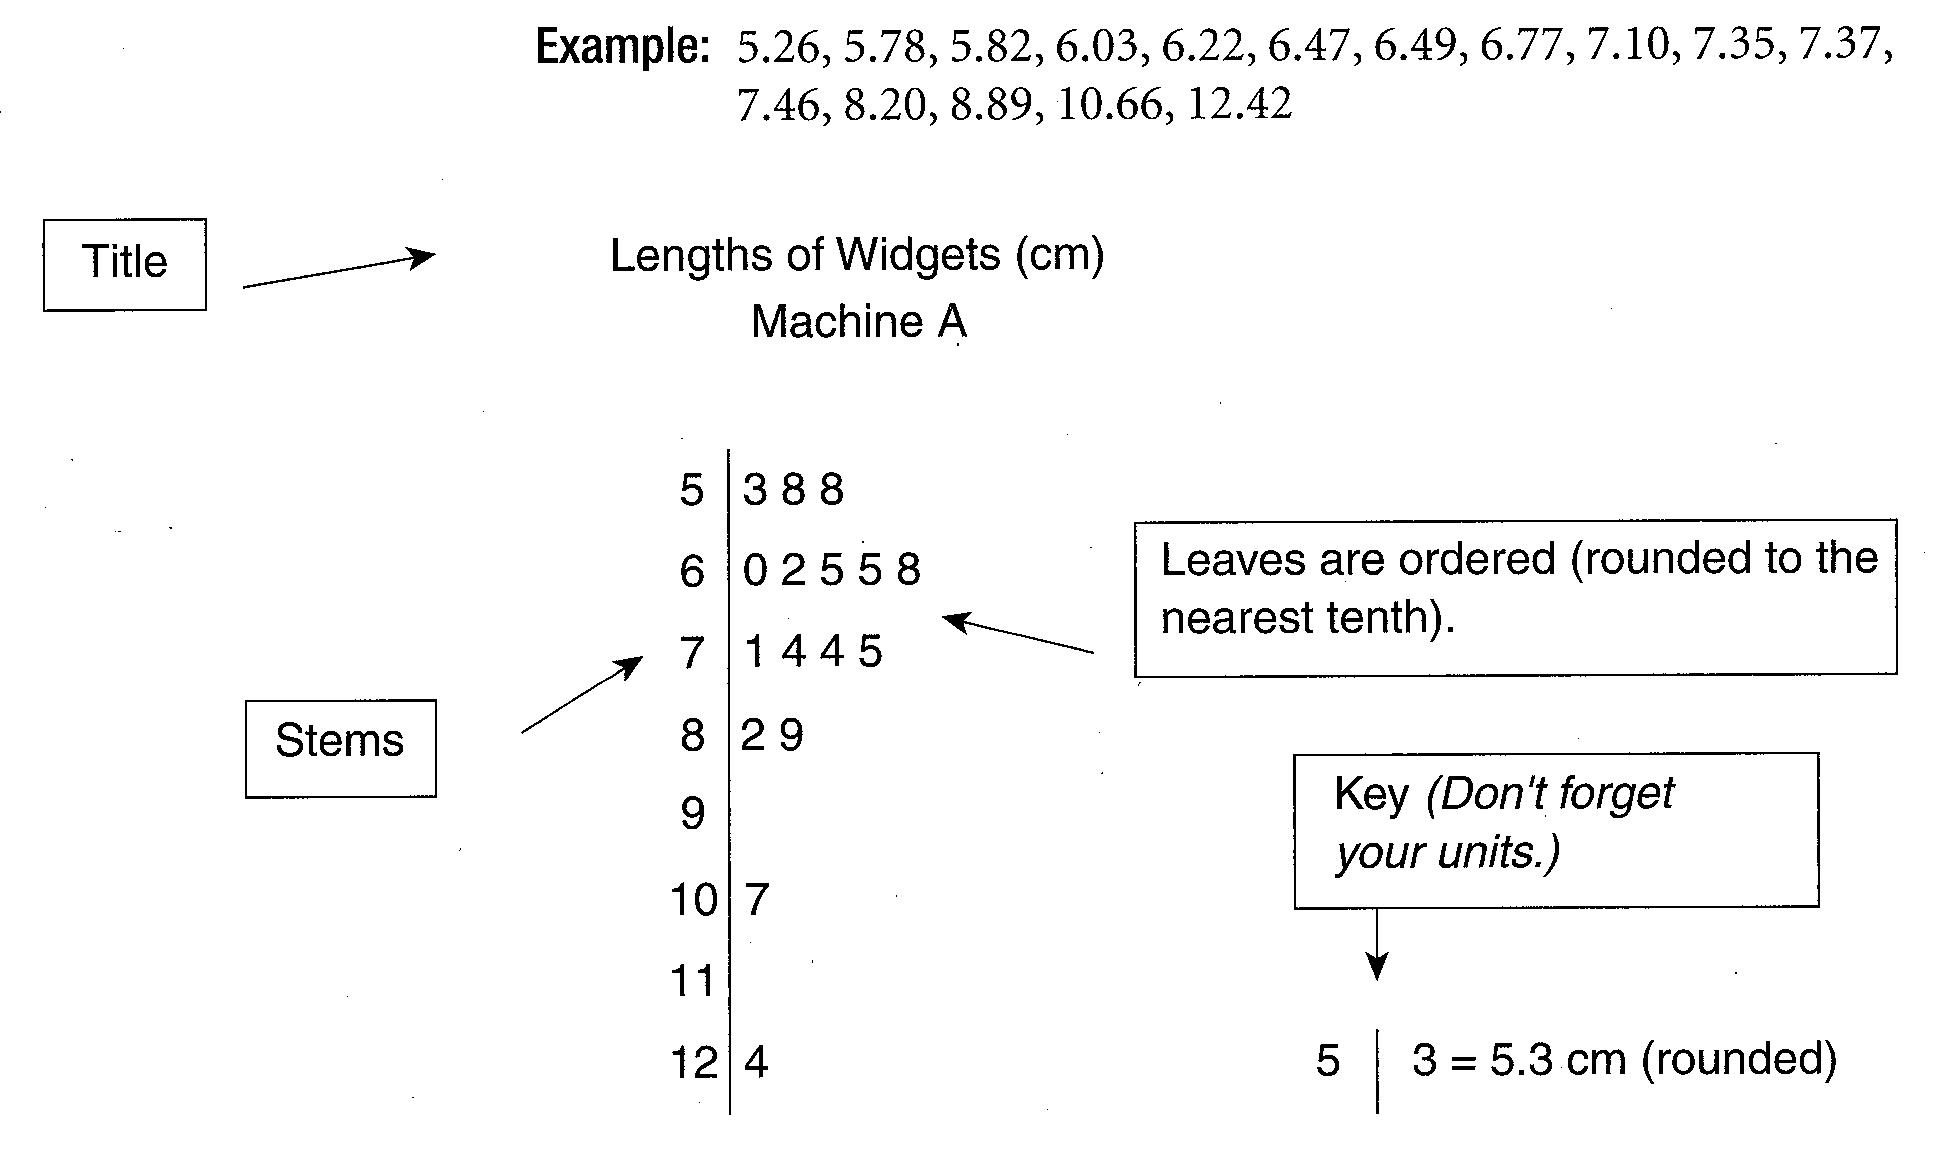 Example: 5.26, 5.78, 5.82, 6.03, 6.22, 6.47, 6.49, 6.77, 7.10, 7.35, 7.37,
7.46, 8.20, 8.89, 10.66, 12.42
Title
Lengths of Widgets (cm)
Machine A
5 | 3 8 8
6 | 0 2 5 5 8
7 | 1 4 4 5
8 | 2 9
9 |
10 | 7
11 |
12 | 4
Stems
Leaves are ordered (rounded to the
nearest tenth).
Key (Don't forget
your units.)
5 | 3 = 5.3 cm (rounded)